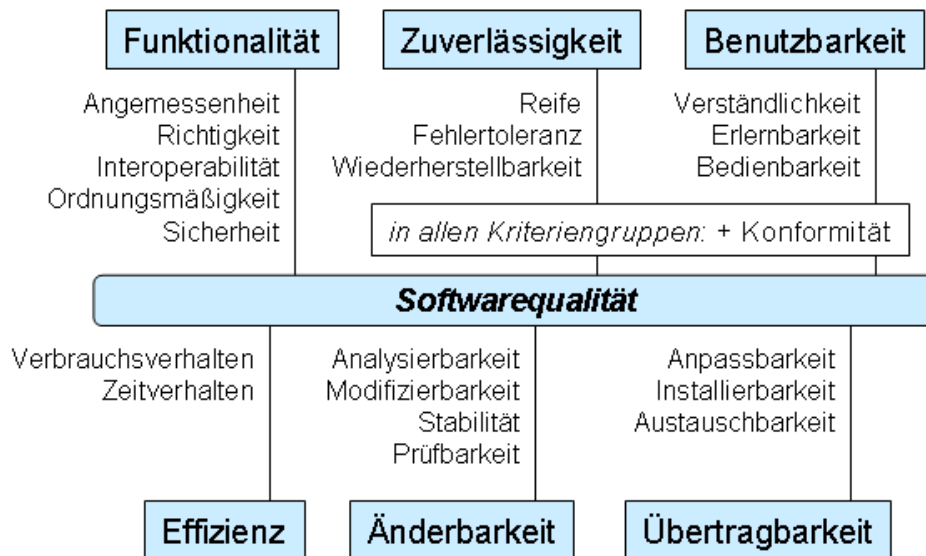 Funktionalität
Zuverlässigkeit
Benutzbarkeit
Angemessenheit
Richtigkeit
Interoperabilität
Ordnungsmäßigkeit
Sicherheit
Reife
Fehlertoleranz
Wiederherstellbarkeit
Verständlichkeit
Erlernbarkeit
Bedienbarkeit
in allen Kriteriengruppen: + Konformität
Softwarequalität
Verbrauchsverhalten
Zeitverhalten
Analysierbarkeit
Modifizierbarkeit
Stabilität
Prüfbarkeit
Anpassbarkeit
Installierbarkeit
Austauschbarkeit
Effizienz
Änderbarkeit
Übertragbarkeit